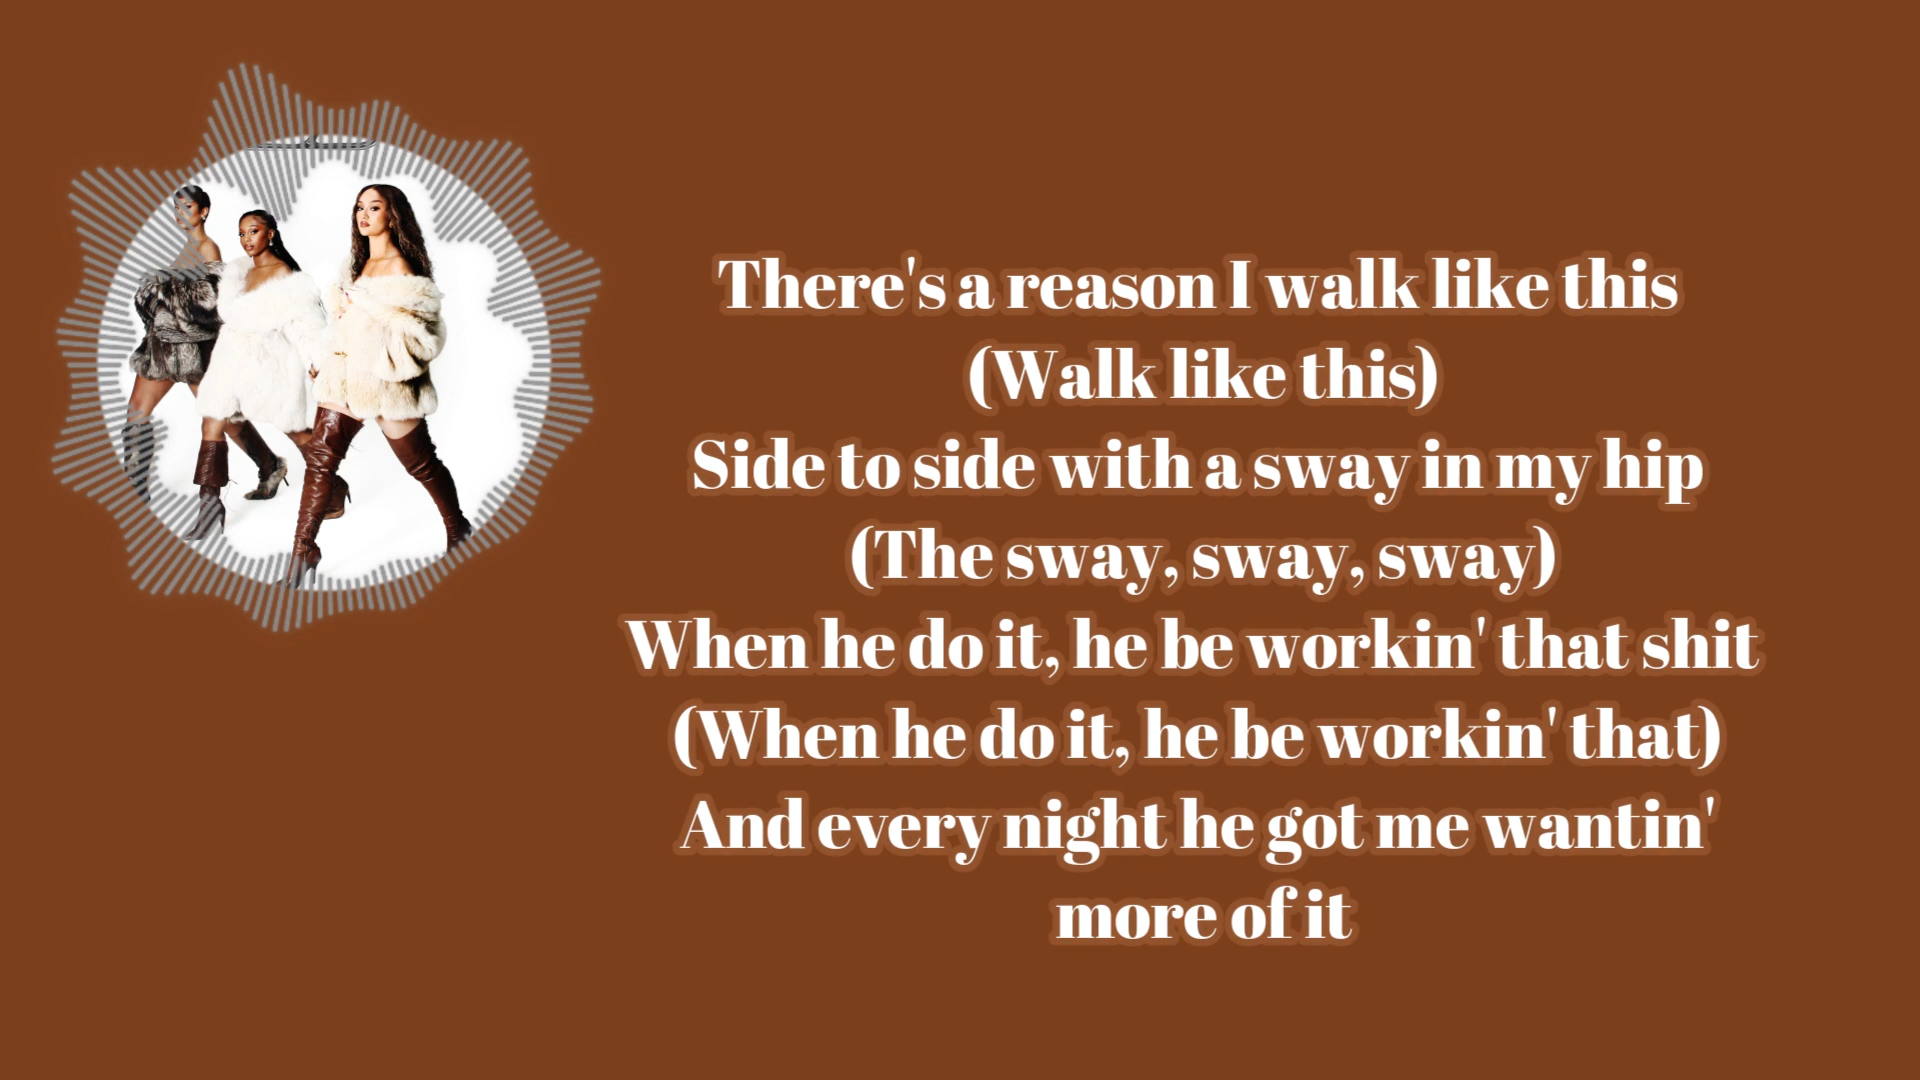 There's a reason I walk like this
(Walk like this)
Side to side with a sway in my hip
(The sway, sway, sway)
When he do it, he be workin' that shit
(When he do it, he be workin' that)
And every night he got me wantin'
more of it